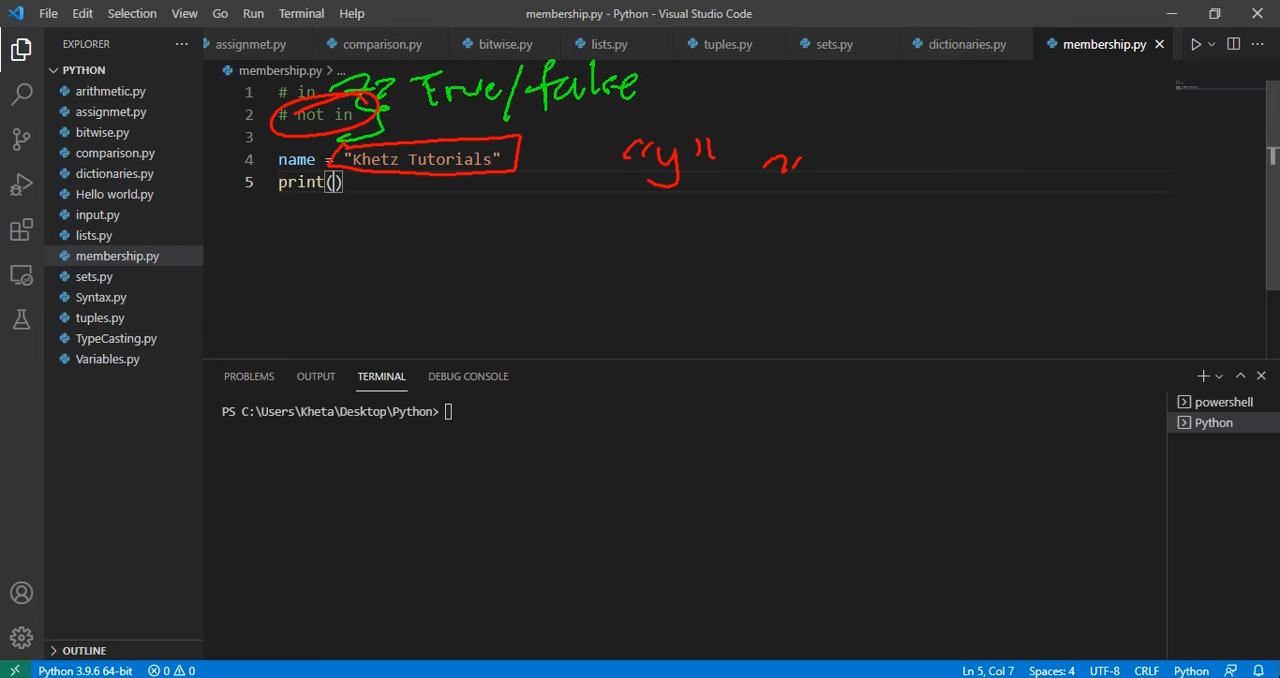 File Edit Selection View Go Run Terminal Help membership.py - Python - Visual Studio Code
EXPLORER ... assignmet.py comparison.py bitwise.py lists.py tuples.py sets.py dictionaries.py membership.py
PYTHON
arithmetic.py
assignmet.py
bitwise.py
comparison.py
dictionaries.py
Hello world.py
input.py
lists.py
membership.py
sets.py
Syntax.py
tuples.py
TypeCasting.py
Variables.py
OUTLINE
membership.py > ...
1 # in True/false
2 # not in
3
4 name = "Khetz Tutorials" "y"
5 print()
PROBLEMS OUTPUT TERMINAL DEBUG CONSOLE
PS C:\Users\Kheta\Desktop\Python>
powershell
Python
Python 3.9.6 64-bit 0 0 Ln 5, Col 7 Spaces: 4 UTF-8 CRLF Python